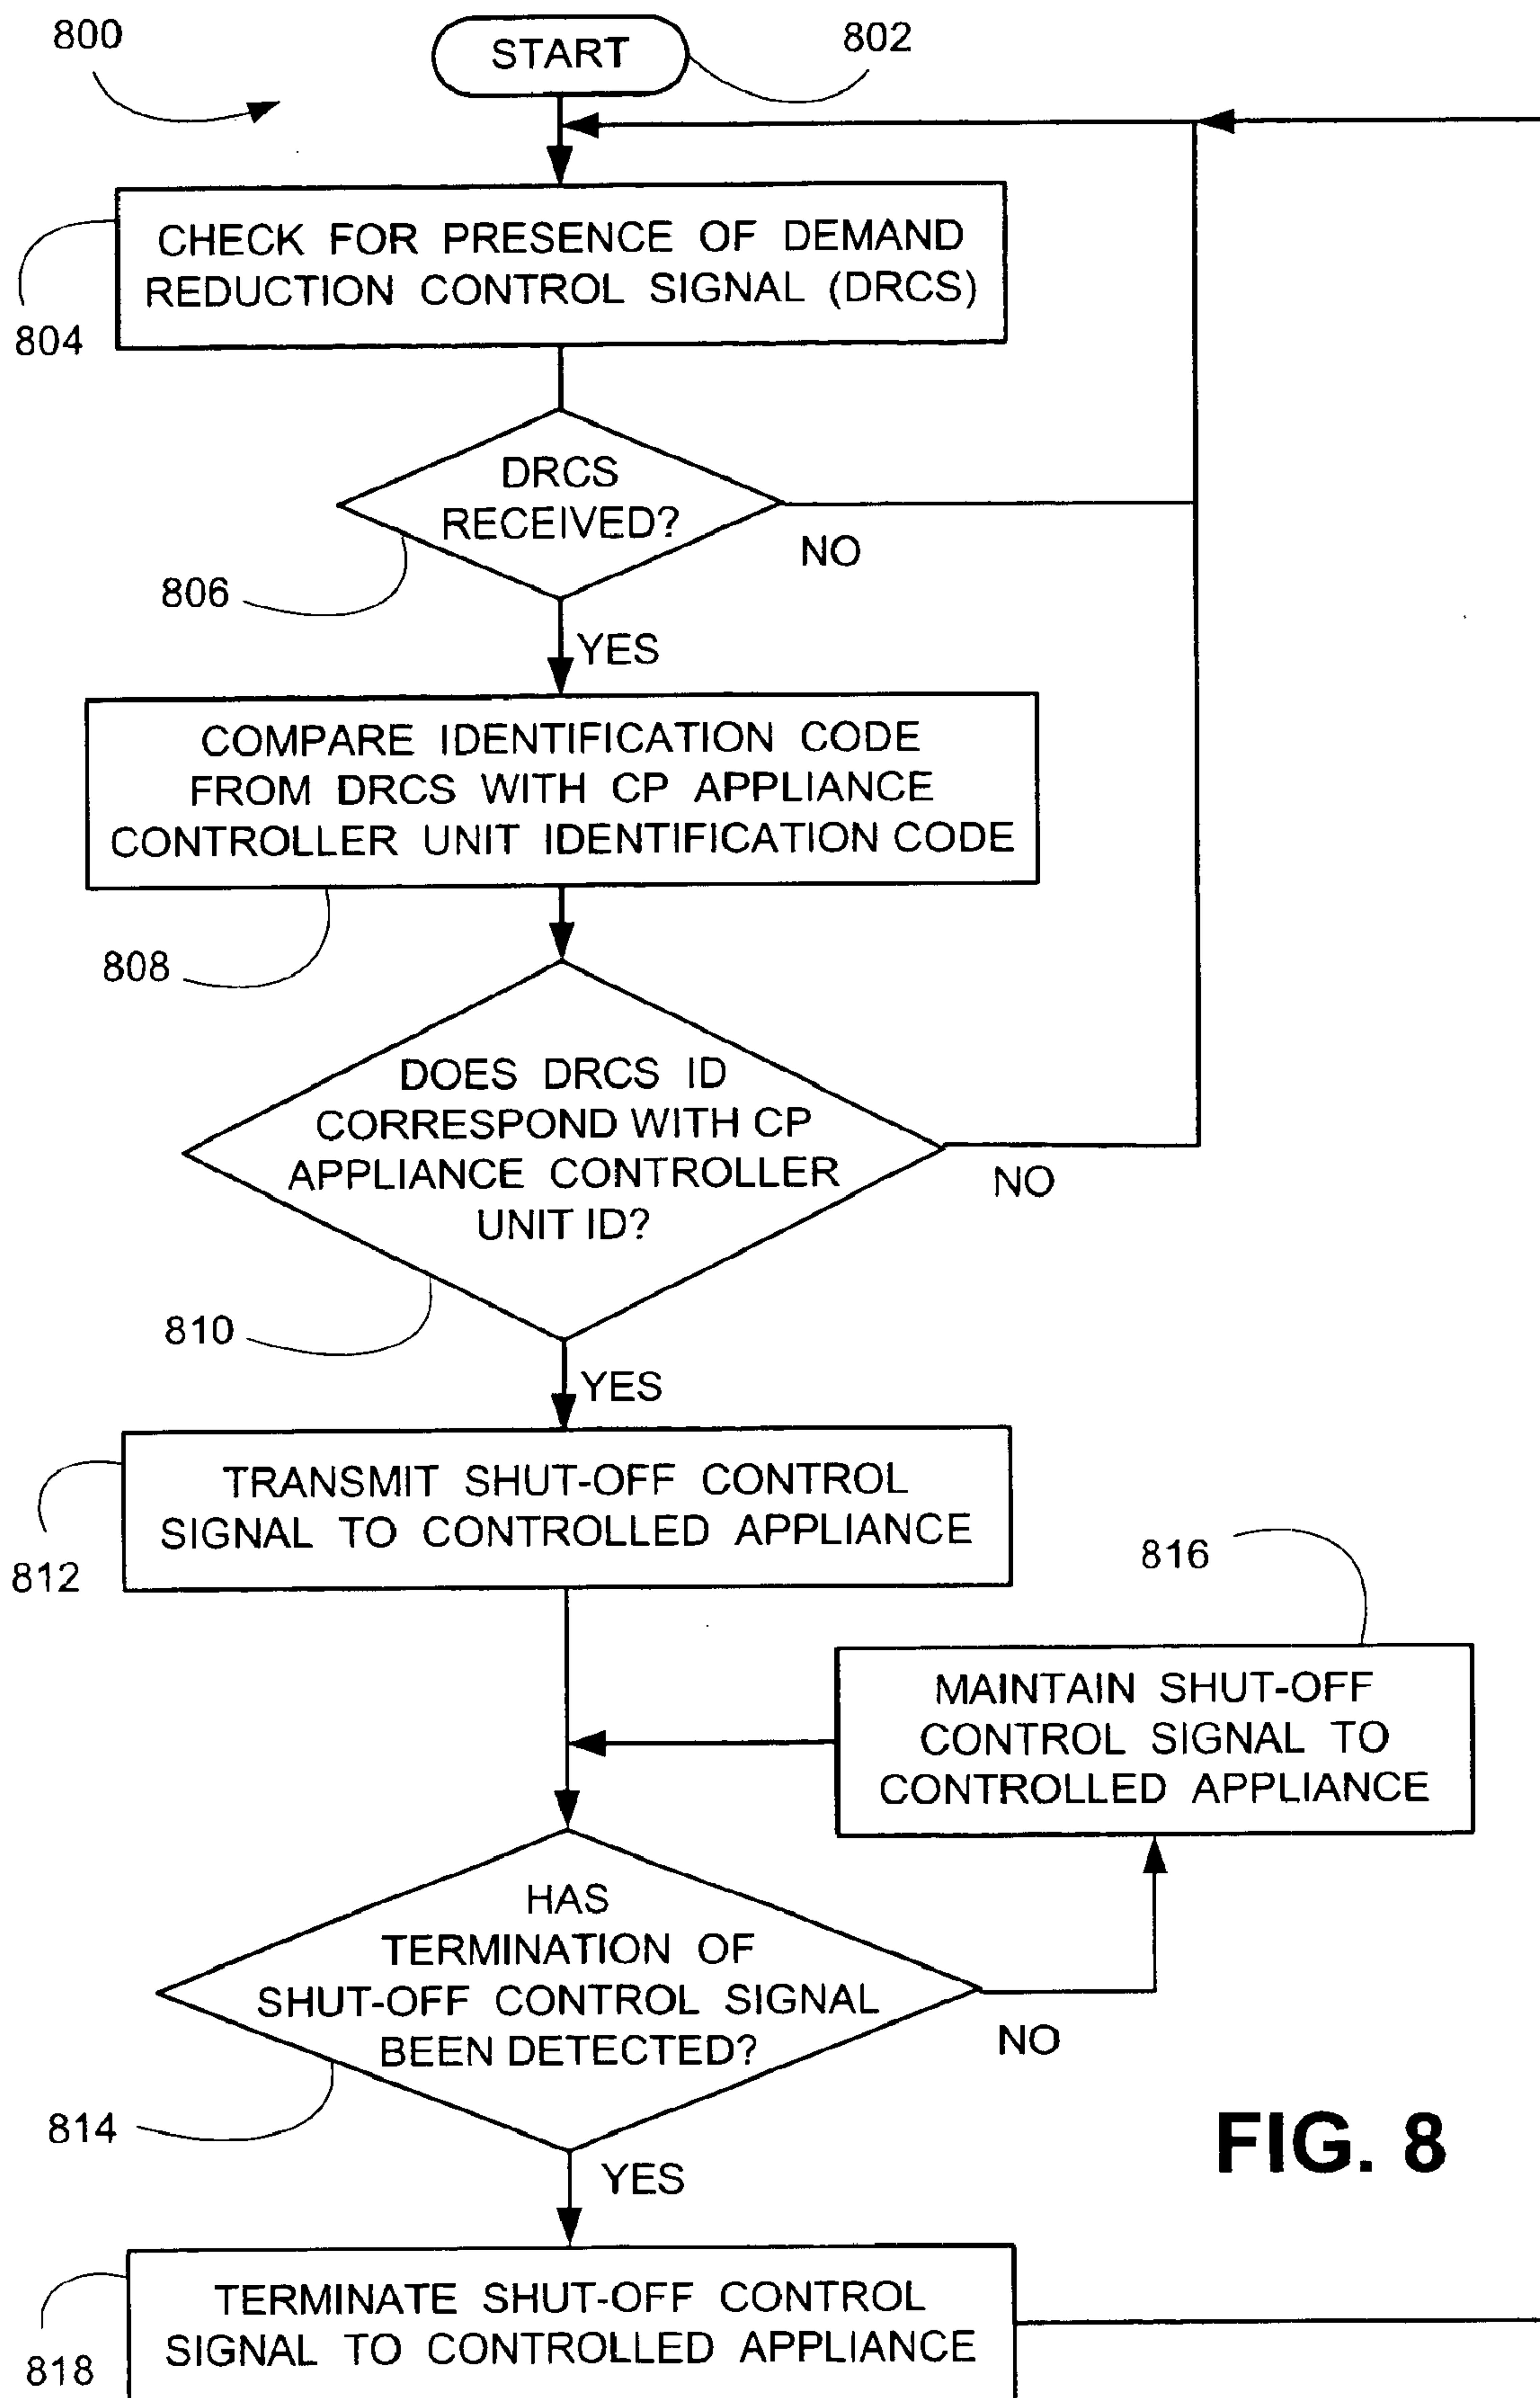 800
START
802
CHECK FOR PRESENCE OF DEMAND
REDUCTION CONTROL SIGNAL (DRCS)
804
DRCS
RECEIVED?
NO
806
YES
COMPARE IDENTIFICATION CODE
FROM DRCS WITH CP APPLIANCE
CONTROLLER UNIT IDENTIFICATION CODE
808
DOES DRCS ID
CORRESPOND WITH CP
APPLIANCE CONTROLLER
UNIT ID?
NO
810
YES
TRANSMIT SHUT-OFF CONTROL
SIGNAL TO CONTROLLED APPLIANCE
812
816
MAINTAIN SHUT-OFF
CONTROL SIGNAL TO
CONTROLLED APPLIANCE
HAS
TERMINATION OF
SHUT-OFF CONTROL SIGNAL
BEEN DETECTED?
NO
814
YES
FIG. 8
TERMINATE SHUT-OFF CONTROL
SIGNAL TO CONTROLLED APPLIANCE
818